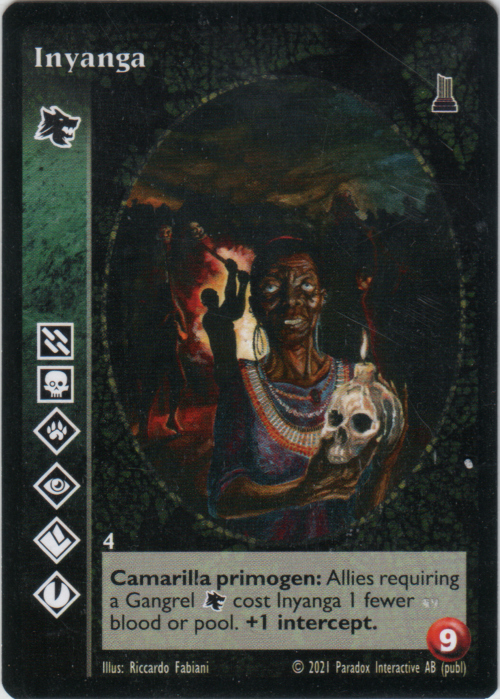 Inyanga
4
Camarilla primogen: Allies requiring
a Gangrel cost Inyanga 1 fewer
blood or pool. +1 intercept.
9
Illus: Riccardo Fabiani © 2021 Paradox Interactive AB (publ)